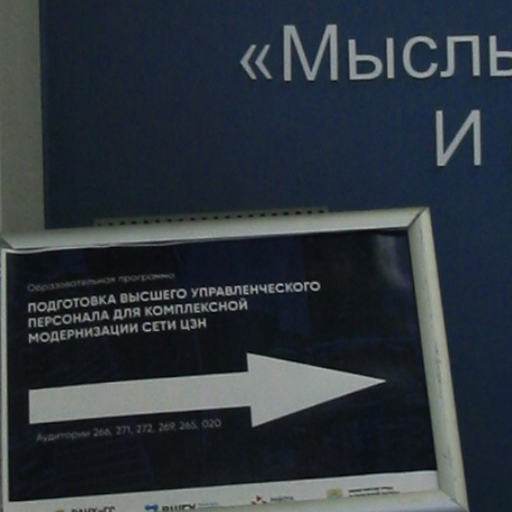 «Мысль
И
Образовательная программа
ПОДГОТОВКА ВЫСШЕГО УПРАВЛЕНЧЕСКОГО
ПЕРСОНАЛА ДЛЯ КОМПЛЕКСНОЙ
МОДЕРНИЗАЦИИ СЕТИ ЦЗН
Аудитории 266, 271, 272, 269, 265, 020